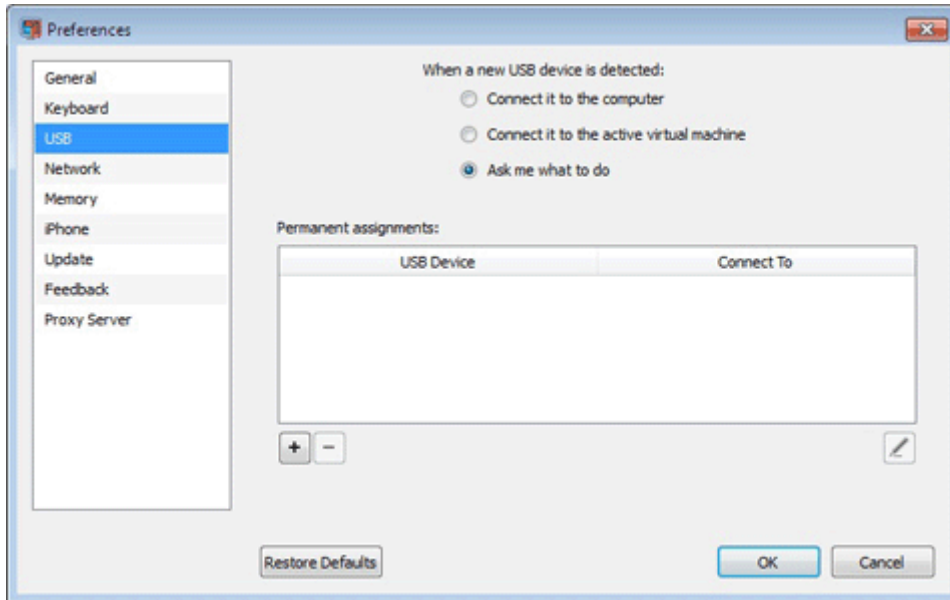 Preferences
General
Keyboard
USB
Network
Memory
iPhone
Update
Feedback
Proxy Server
When a new USB device is detected:
Connect it to the computer
Connect it to the active virtual machine
Ask me what to do
Permanent assignments:
USB Device Connect To
+ −
Restore Defaults OK Cancel